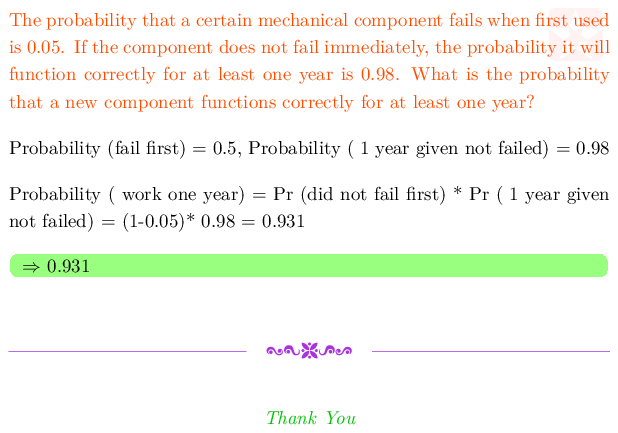 The probability that a certain mechanical component fails when first used
is 0.05. If the component does not fail immediately, the probability it will
function correctly for at least one year is 0.98. What is the probability
that a new component functions correctly for at least one year?
Probability (fail first) = 0.5, Probability ( 1 year given not failed) = 0.98
Probability ( work one year) = Pr (did not fail first) * Pr ( 1 year given
not failed) = (1-0.05)* 0.98 = 0.931
⇒ 0.931
Thank You